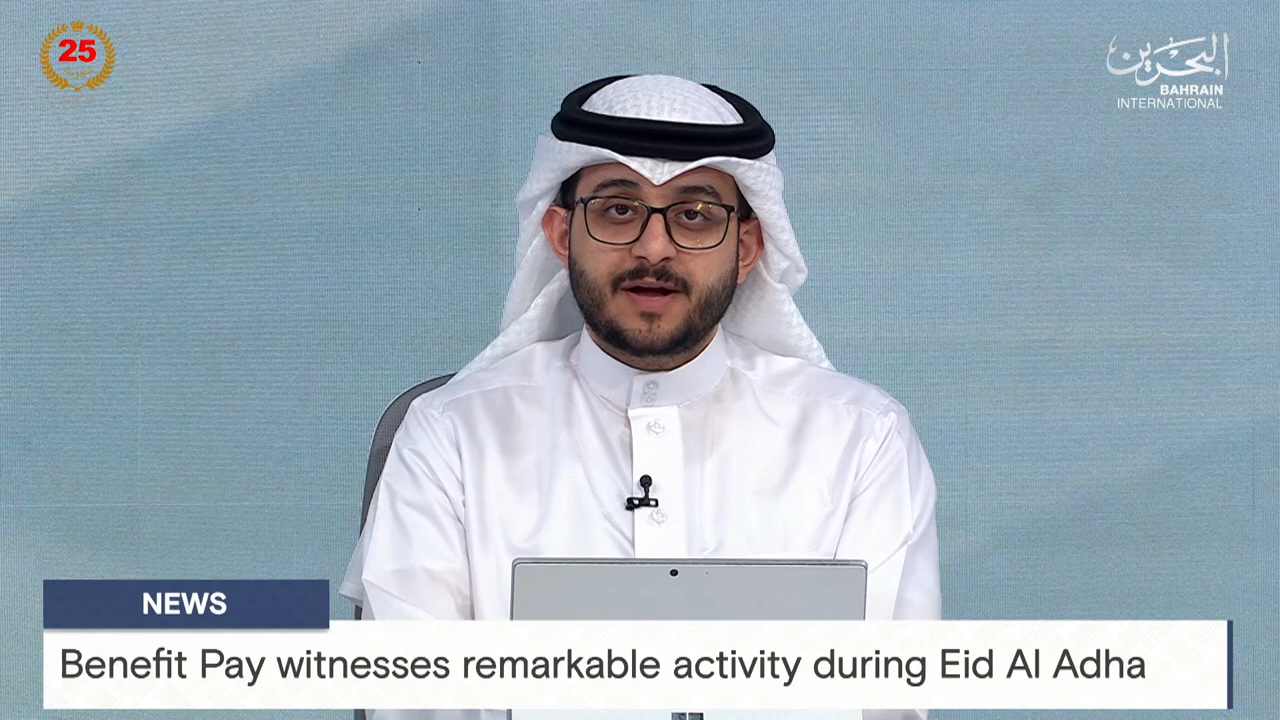 25
البحرين
BAHRAIN
INTERNATIONAL
NEWS
Benefit Pay witnesses remarkable activity during Eid Al Adha